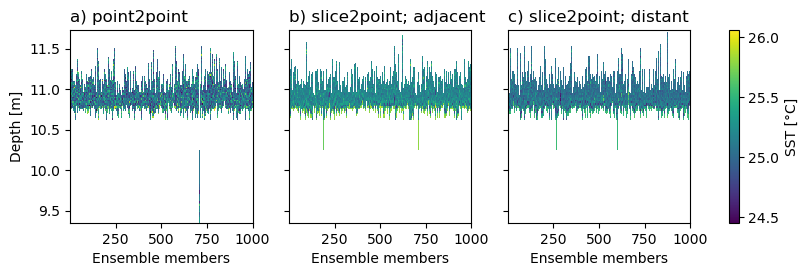 a) point2point
b) slice2point; adjacent
c) slice2point; distant
Depth [m]
11.5
11.0
10.5
10.0
9.5
250 500 750 1000
250 500 750 1000
250 500 750 1000
Ensemble members
Ensemble members
Ensemble members
26.0
25.5
25.0
24.5
SST [°C]